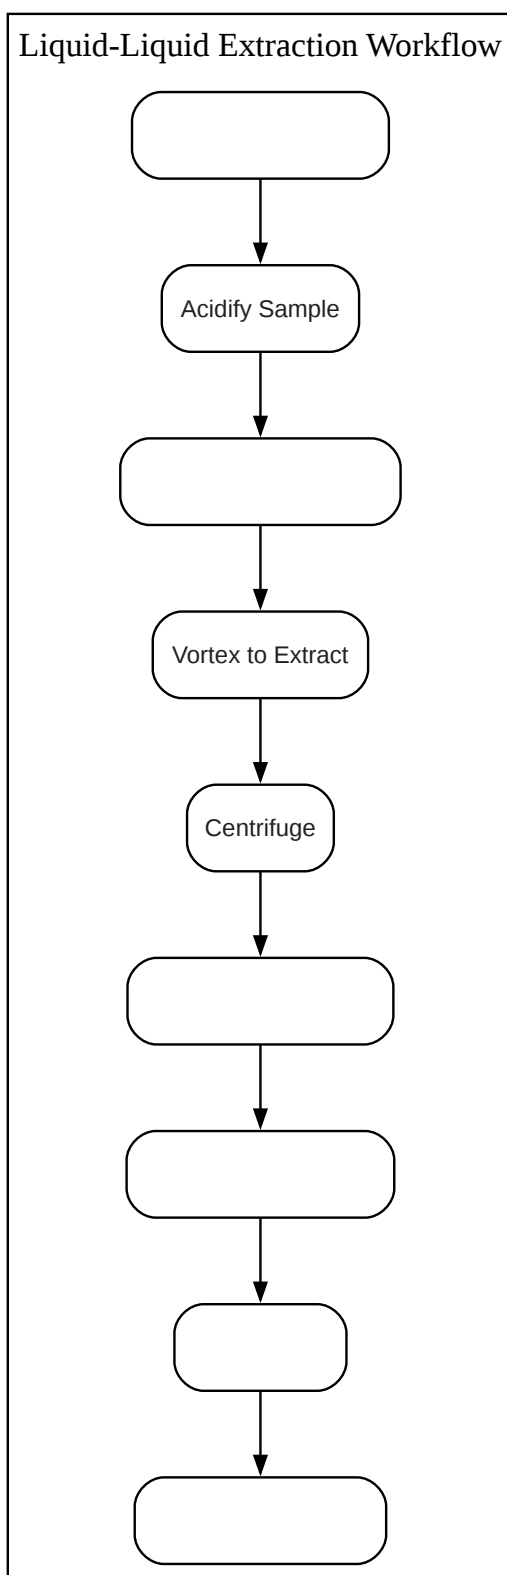 Liquid-Liquid Extraction Workflow
Acidify Sample
Vortex to Extract
Centrifuge